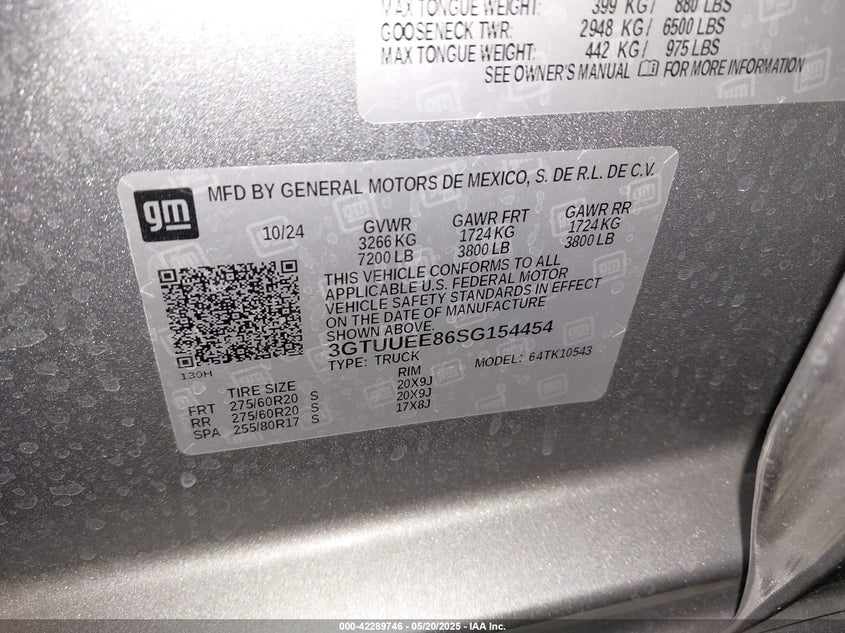 MAX TONGUE WEIGHT: 399 KG/ 880 LBS
GOOSENECK TWR: 2948 KG/ 6500 LBS
MAX TONGUE WEIGHT: 442 KG/ 975 LBS
SEE OWNER'S MANUAL FOR MORE INFORMATION
gm MFD BY GENERAL MOTORS DE MEXICO, S. DE R.L. DE C.V.
10/24 GVWR GAWR FRT GAWR RR
3266 KG 1724 KG 1724 KG
7200 LB 3800 LB 3800 LB
THIS VEHICLE CONFORMS TO ALL
APPLICABLE U.S. FEDERAL MOTOR
VEHICLE SAFETY STANDARDS IN EFFECT
ON THE DATE OF MANUFACTURE
SHOWN ABOVE.
3GTUUEE86SG154454
TYPE: TRUCK MODEL: 64TK10543
130H
TIRE SIZE RIM
FRT 275/60R20 S 20X9J
RR 275/60R20 S 20X9J
SPA 255/80R17 S 17X8J
000-42289746 - 05/20/2025 - IAA Inc.